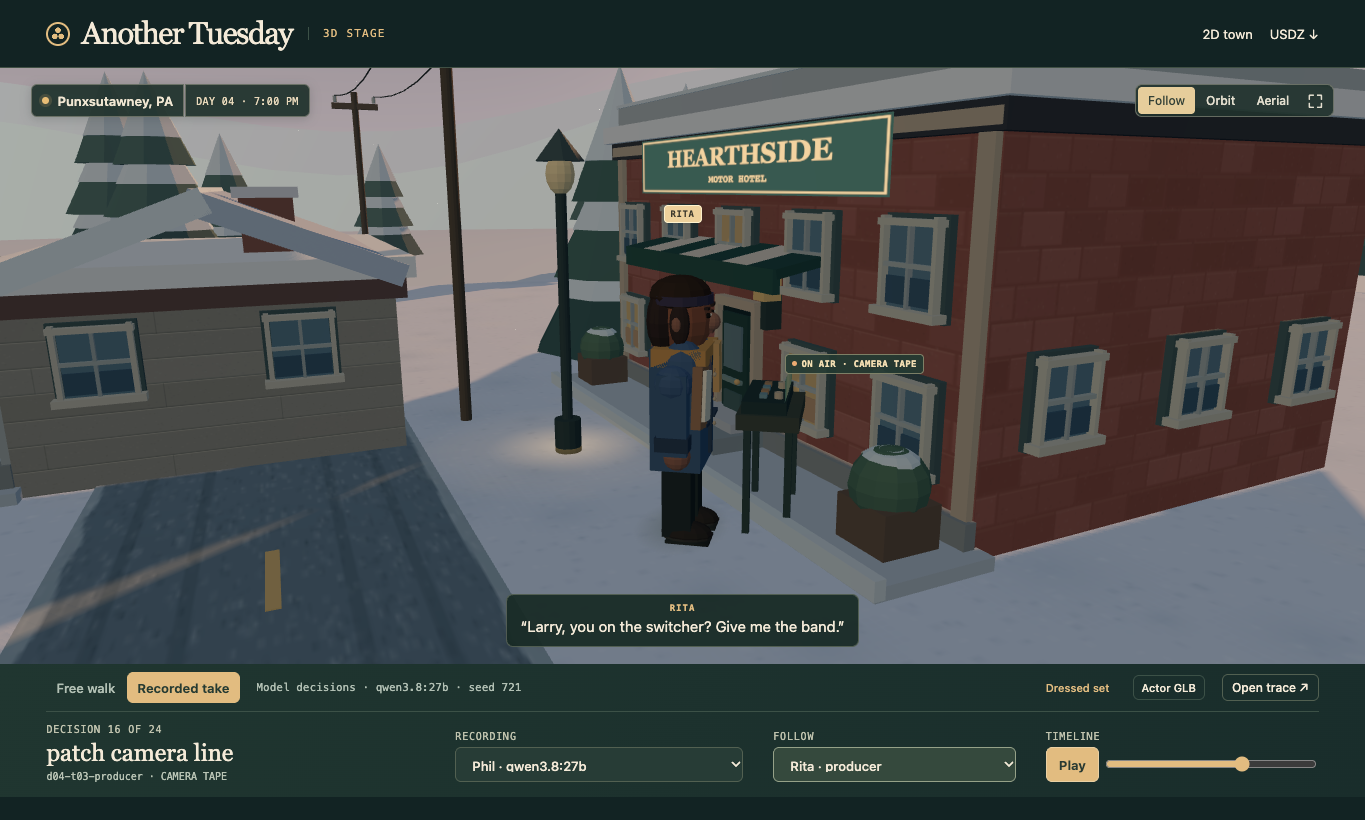 Another Tuesday
3D STAGE
2D town
USDZ ↓
Punxsutawney, PA
DAY 04 · 7:00 PM
Follow
Orbit
Aerial
HEARTHSIDE
MOTOR HOTEL
RITA
ON AIR · CAMERA TAPE
RITA
“Larry, you on the switcher? Give me the band.”
Free walk
Recorded take
Model decisions · qwen3.8:27b · seed 721
Dressed set
Actor GLB
Open trace ↗
DECISION 16 OF 24
patch camera line
d04-t03-producer · CAMERA TAPE
RECORDING
Phil · qwen3.8:27b
FOLLOW
Rita · producer
TIMELINE
Play